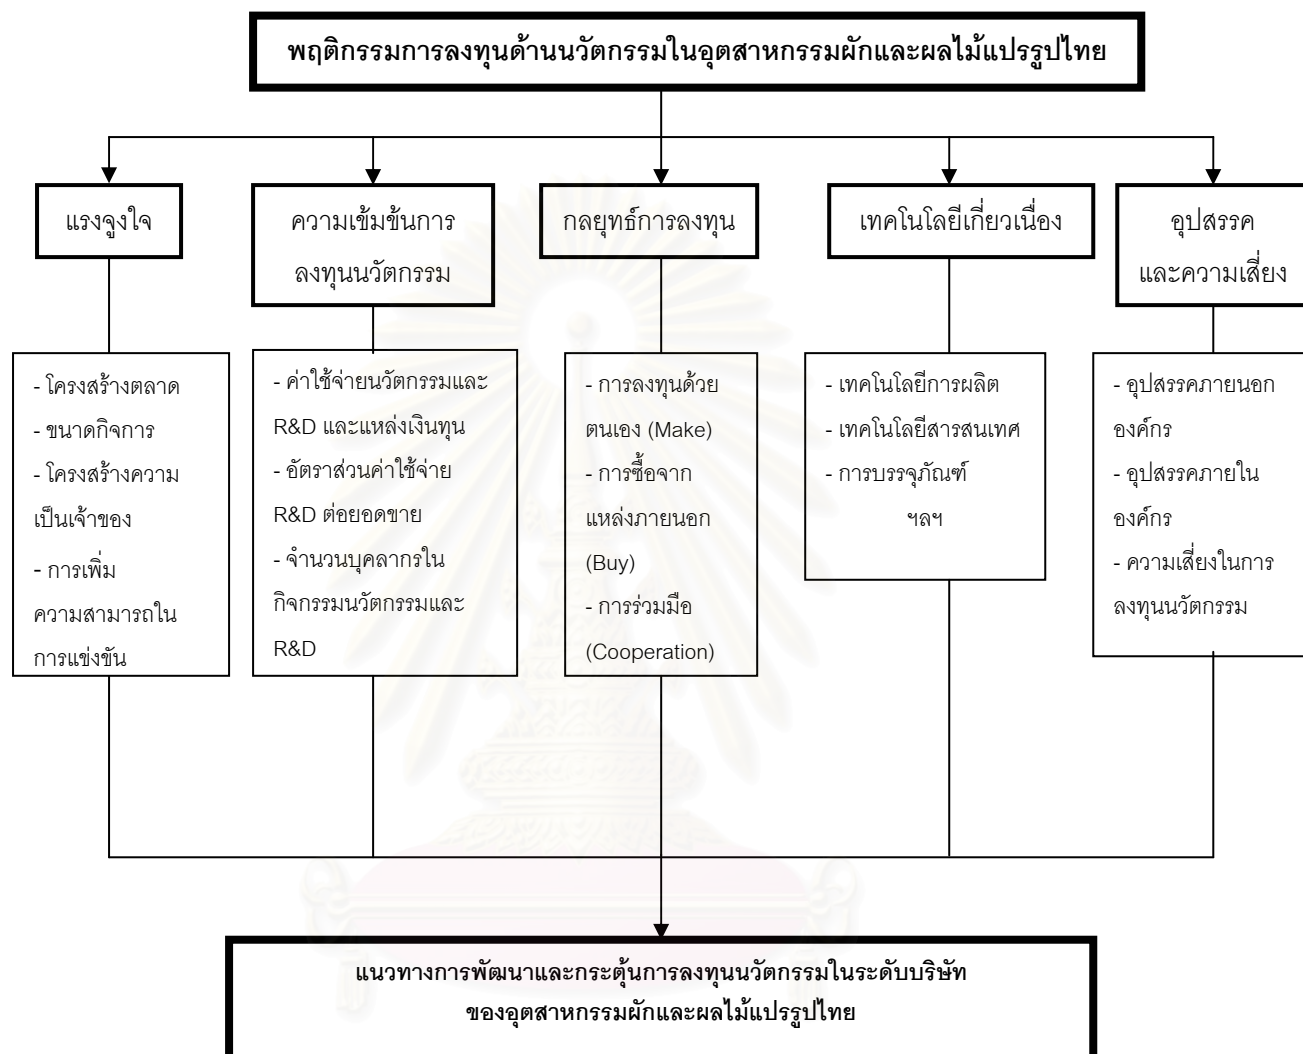 พฤติกรรมการลงทุนด้านนวัตกรรมในอุตสาหกรรมผักและผลไม้แปรรูปไทย
แรงจูงใจ
ความเข้มข้นการ
ลงทุนนวัตกรรม
กลยุทธ์การลงทุน
เทคโนโลยีเกี่ยวเนื่อง
อุปสรรค
และความเสี่ยง
- โครงสร้างตลาด
- ขนาดกิจการ
- โครงสร้างความ
เป็นเจ้าของ
- การเพิ่ม
ความสามารถใน
การแข่งขัน
- ค่าใช้จ่ายนวัตกรรมและ
R&D และแหล่งเงินทุน
- อัตราส่วนค่าใช้จ่าย
R&D ต่อยอดขาย
- จำนวนบุคลากรใน
กิจกรรมนวัตกรรมและ
R&D
- การลงทุนด้วย
ตนเอง (Make)
- การซื้อจาก
แหล่งภายนอก
(Buy)
- การร่วมมือ
(Cooperation)
- เทคโนโลยีการผลิต
- เทคโนโลยีสารสนเทศ
- การบรรจุภัณฑ์
ฯลฯ
- อุปสรรคภายนอก
องค์กร
- อุปสรรคภายใน
องค์กร
- ความเสี่ยงในการ
ลงทุนนวัตกรรม
แนวทางการพัฒนาและกระตุ้นการลงทุนนวัตกรรมในระดับบริษัท
ของอุตสาหกรรมผักและผลไม้แปรรูปไทย